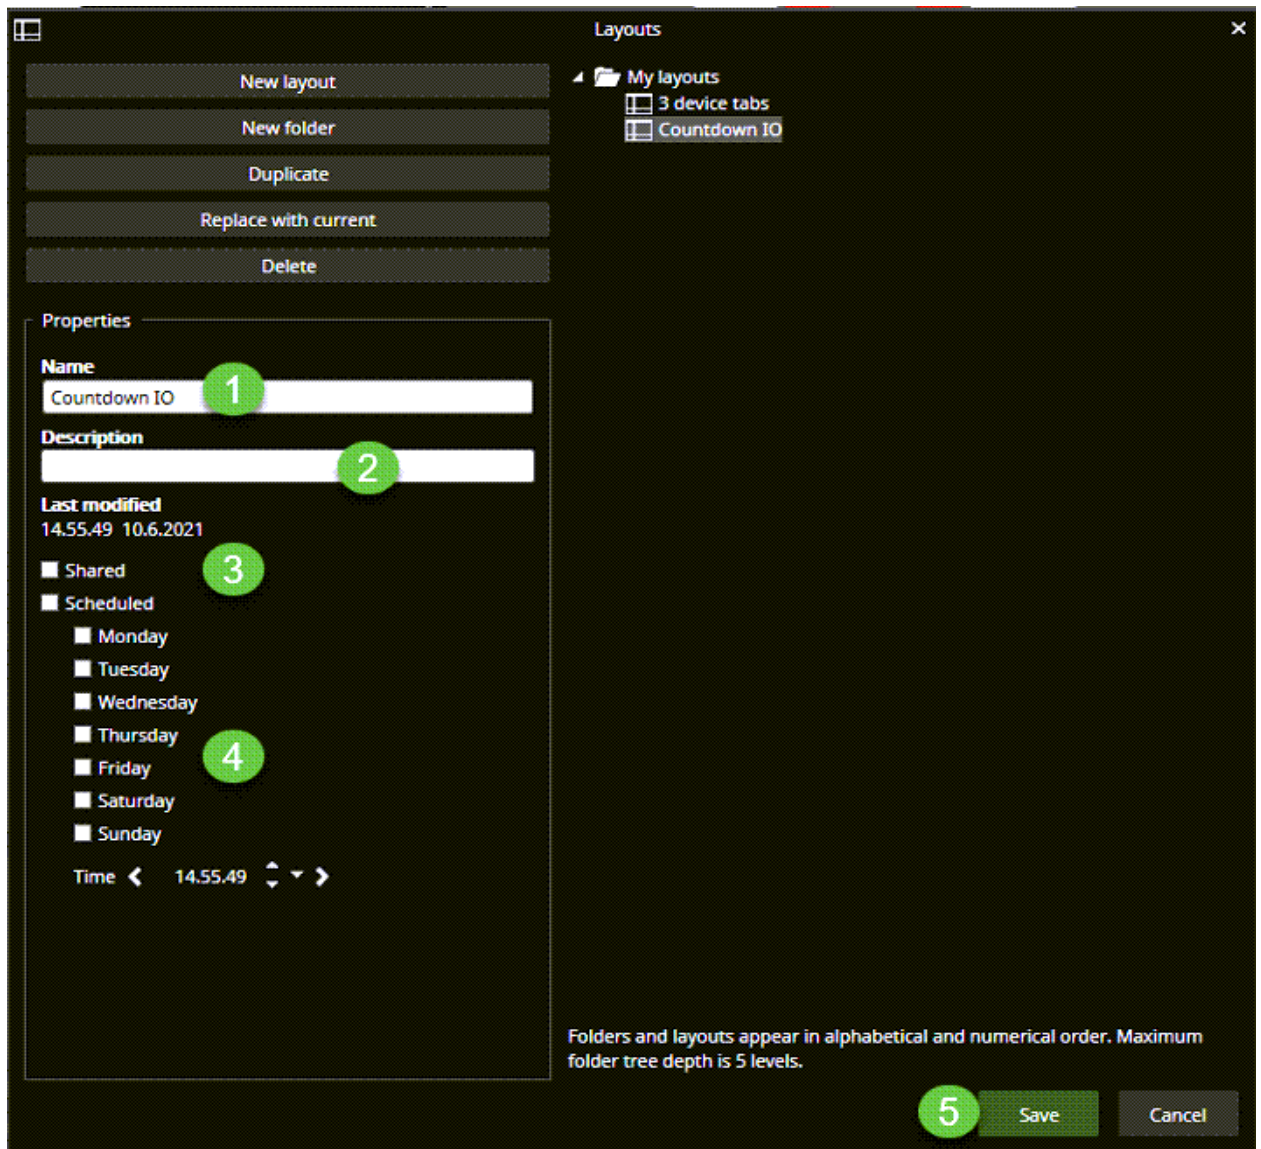 Layouts
New layout
New folder
Duplicate
Replace with current
Delete
Properties
Name
Countdown IO
1
Description
2
Last modified
14.55.49 10.6.2021
Shared
3
Scheduled
Monday
Tuesday
Wednesday
Thursday
4
Friday
Saturday
Sunday
Time 14.55.49
My layouts
3 device tabs
Countdown IO
Folders and layouts appear in alphabetical and numerical order. Maximum
folder tree depth is 5 levels.
5
Save
Cancel